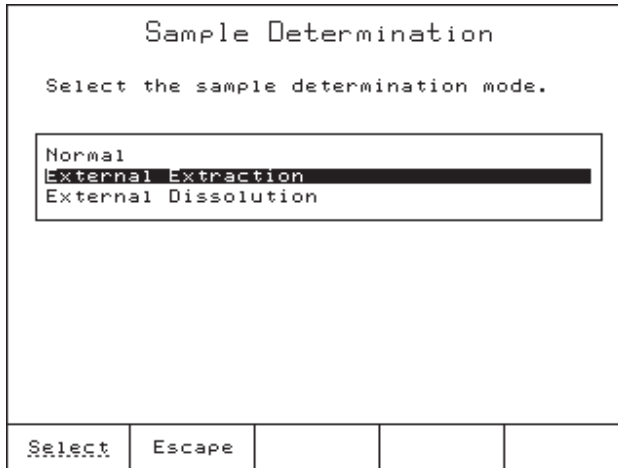 Sample Determination
Select the sample determination mode.
Normal
External Extraction
External Dissolution
Select Escape